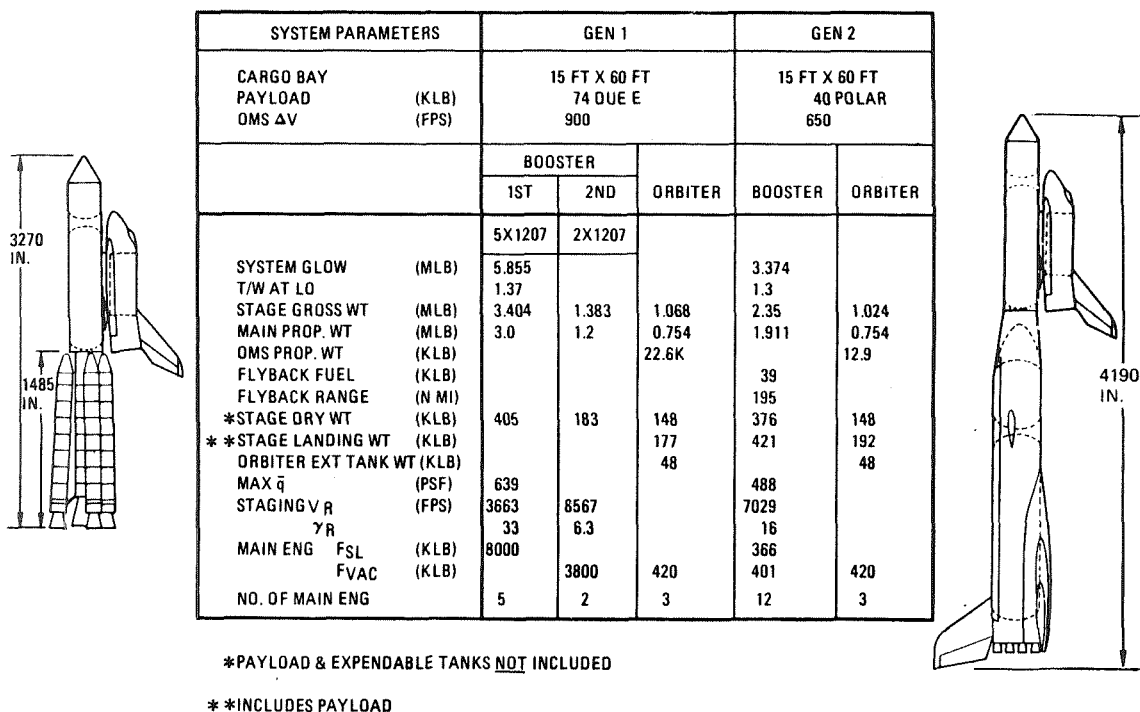 SYSTEM PARAMETERS GEN 1 GEN 2
CARGO BAY 15 FT X 60 FT 15 FT X 60 FT
PAYLOAD (KLB) 74 DUE E 40 POLAR
OMS ΔV (FPS) 900 650
BOOSTER
1ST 2ND ORBITER BOOSTER ORBITER
5X1207 2X1207
SYSTEM GLOW (MLB) 5.855 3.374
T/W AT LO 1.37 1.3
STAGE GROSS WT (MLB) 3.404 1.383 1.068 2.35 1.024
MAIN PROP. WT (MLB) 3.0 1.2 0.754 1.911 0.754
OMS PROP. WT (KLB) 22.6K 12.9
FLYBACK FUEL (KLB) 39
FLYBACK RANGE (N MI) 195
*STAGE DRY WT (KLB) 405 183 148 376 148
**STAGE LANDING WT (KLB) 177 421 192
ORBITER EXT TANK WT (KLB) 48 48
MAX q̄ (PSF) 639 488
STAGING V R (FPS) 3663 8567 7029
γR 33 6.3 16
MAIN ENG FSL (KLB) 8000 366
FVAC (KLB) 3800 420 401 420
NO. OF MAIN ENG 5 2 3 12 3
3270
IN.
1485
IN.
4190
IN.
*PAYLOAD & EXPENDABLE TANKS NOT INCLUDED
**INCLUDES PAYLOAD